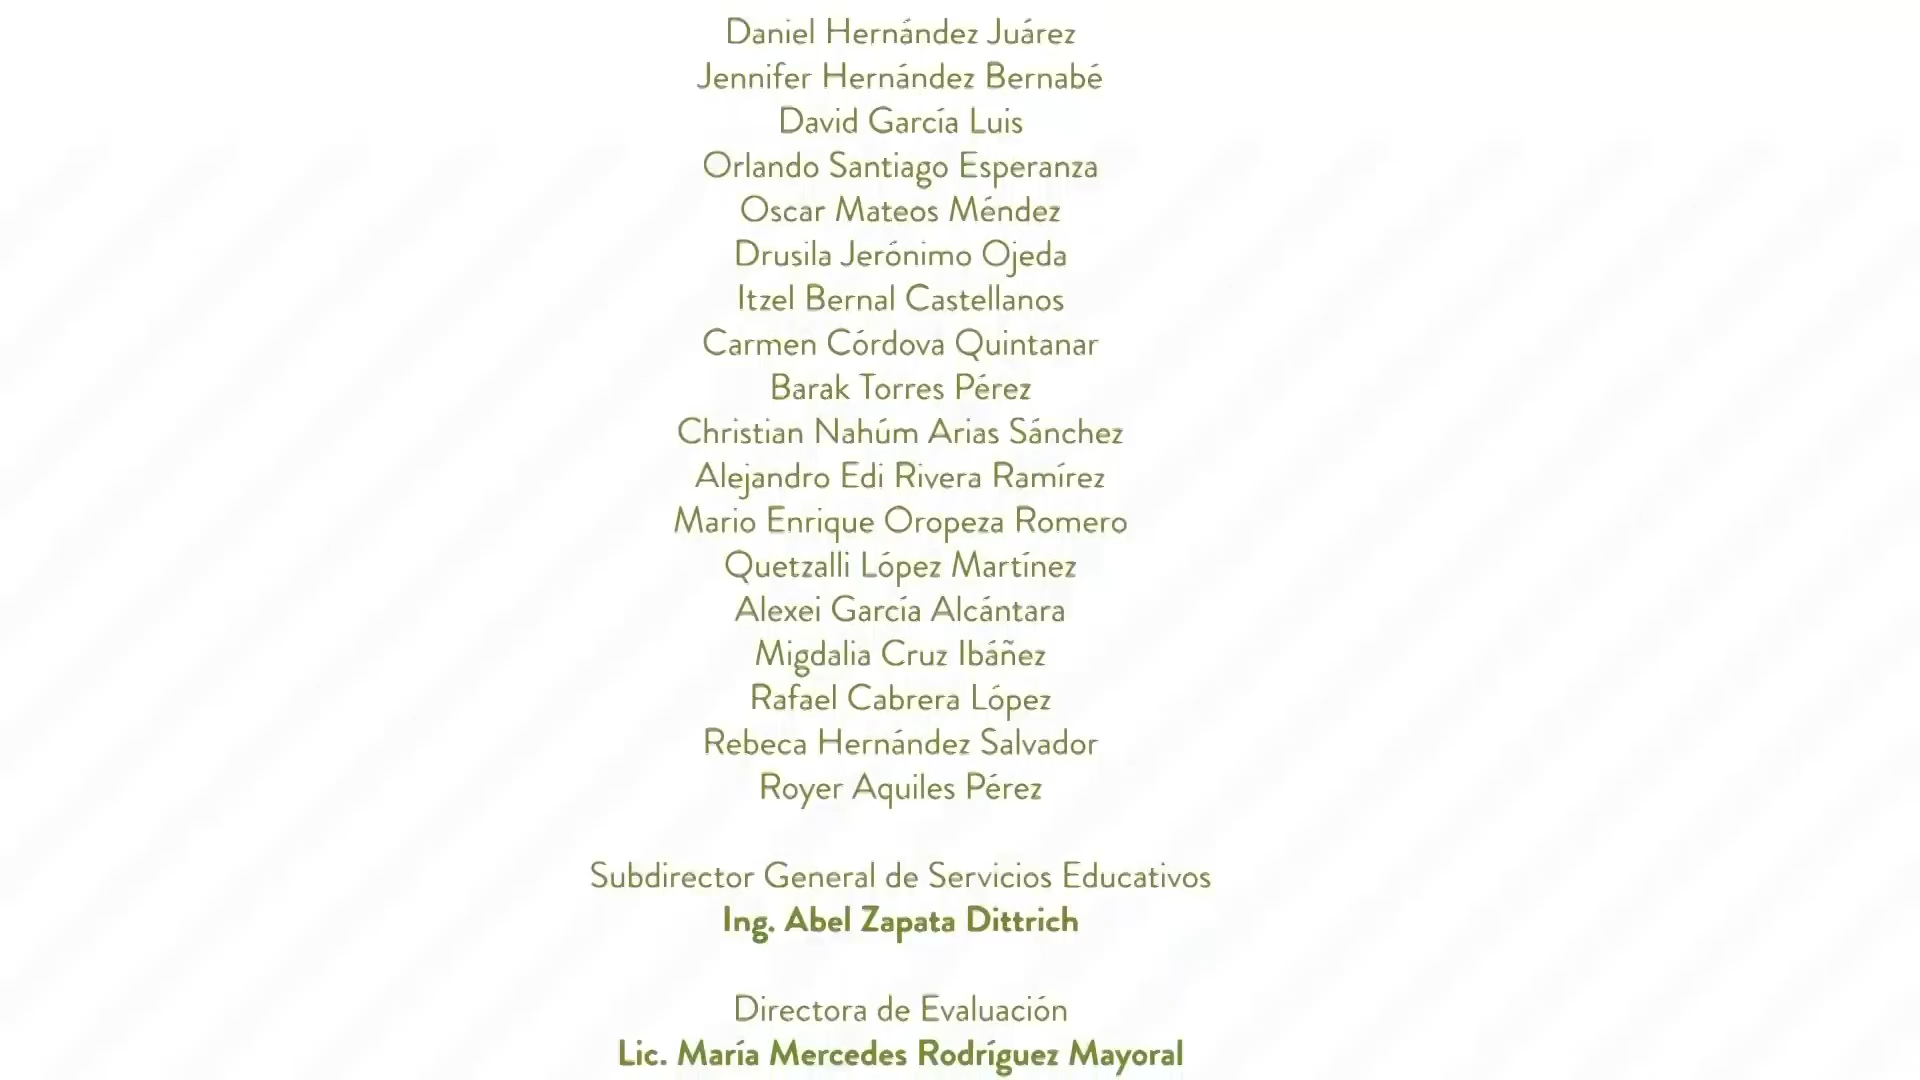 Daniel Hernández Juárez
Jennifer Hernández Bernabé
David García Luis
Orlando Santiago Esperanza
Oscar Mateos Méndez
Drusila Jerónimo Ojeda
Itzel Bernal Castellanos
Carmen Córdova Quintanar
Barak Torres Pérez
Christian Nahúm Arias Sánchez
Alejandro Edi Rivera Ramírez
Mario Enrique Oropeza Romero
Quetzalli López Martínez
Alexei García Alcántara
Migdalia Cruz Ibáñez
Rafael Cabrera López
Rebeca Hernández Salvador
Royer Aquiles Pérez
Subdirector General de Servicios Educativos
Ing. Abel Zapata Dittrich
Directora de Evaluación
Lic. María Mercedes Rodríguez Mayoral